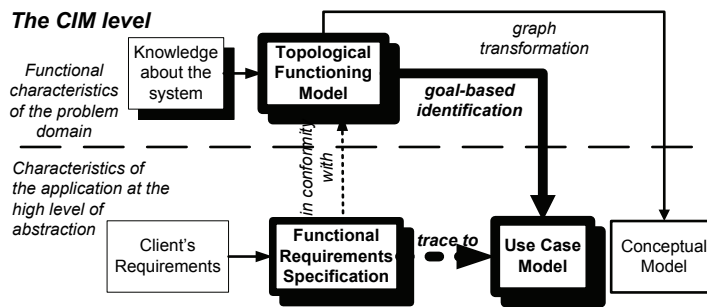 The CIM level
graph
transformation
Knowledge
about the
system
Topological
Functioning
Model
Functional
characteristics
of the problem
domain
goal-based
identification
in conformity
with
Characteristics of
the application at the
high level of
abstraction
Client's
Requirements
Functional
Requirements
Specification
trace to
Use Case
Model
Conceptual
Model